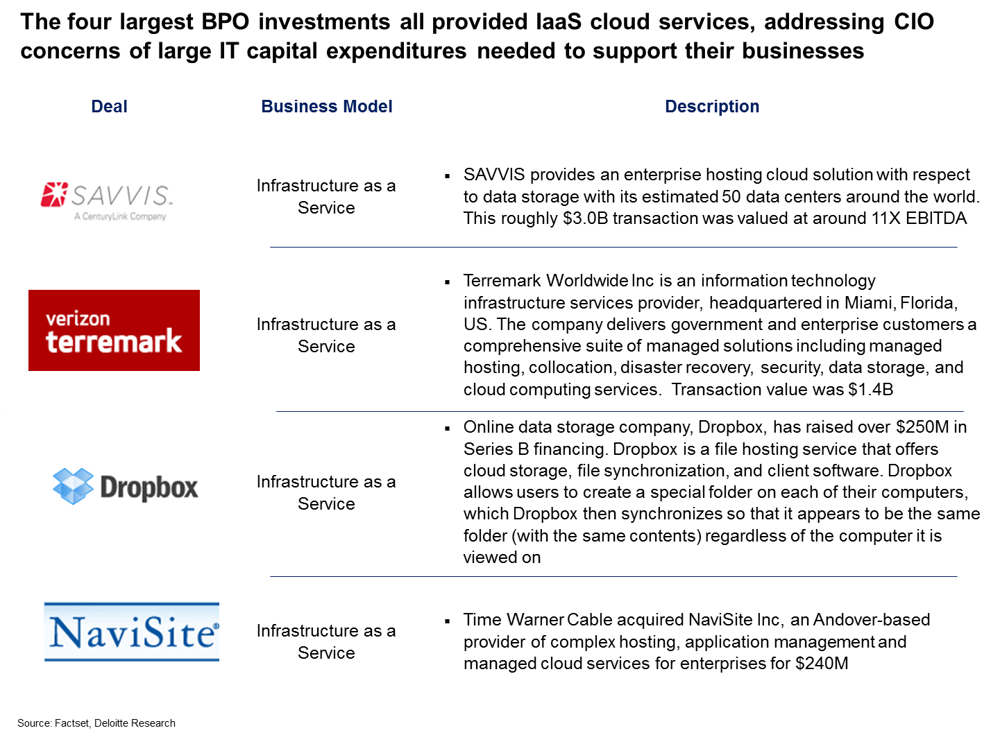 The four largest BPO investments all provided IaaS cloud services, addressing CIO
concerns of large IT capital expenditures needed to support their businesses
Deal
Business Model
Description
SAVVIS.
A CenturyLink Company
Infrastructure as a
Service
▪ SAVVIS provides an enterprise hosting cloud solution with respect
to data storage with its estimated 50 data centers around the world.
This roughly $3.0B transaction was valued at around 11X EBITDA
verizon
terremark
Infrastructure as a
Service
▪ Terremark Worldwide Inc is an information technology
infrastructure services provider, headquartered in Miami, Florida,
US. The company delivers government and enterprise customers a
comprehensive suite of managed solutions including managed
hosting, collocation, disaster recovery, security, data storage, and
cloud computing services. Transaction value was $1.4B
Dropbox
Infrastructure as a
Service
▪ Online data storage company, Dropbox, has raised over $250M in
Series B financing. Dropbox is a file hosting service that offers
cloud storage, file synchronization, and client software. Dropbox
allows users to create a special folder on each of their computers,
which Dropbox then synchronizes so that it appears to be the same
folder (with the same contents) regardless of the computer it is
viewed on
NaviSite®
Infrastructure as a
Service
▪ Time Warner Cable acquired NaviSite Inc, an Andover-based
provider of complex hosting, application management and
managed cloud services for enterprises for $240M
Source: Factset, Deloitte Research